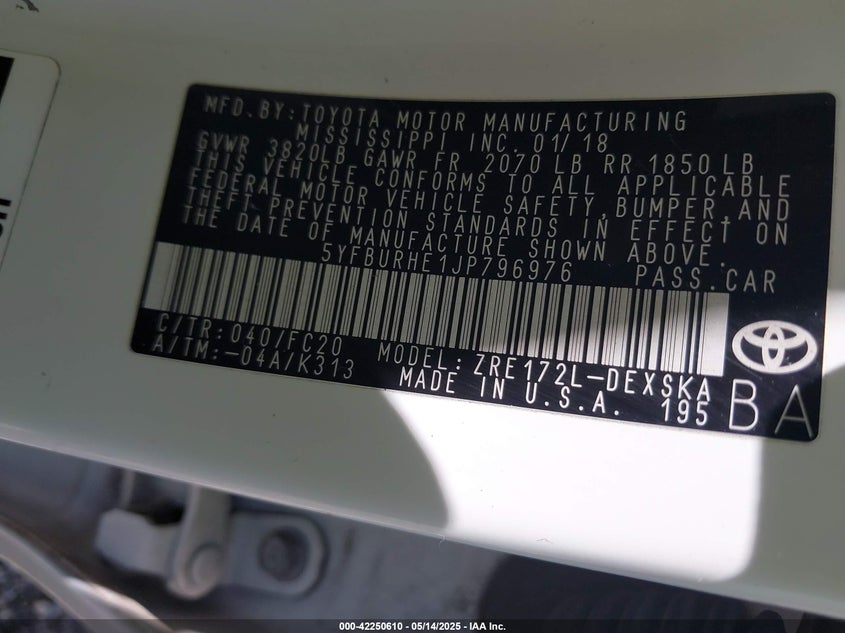 MFD.BY:TOYOTA MOTOR MANUFACTURING
MISSISSIPPI INC. 01/18
GVWR 3820LB GAWR FR 2070 LB RR 1850LB
THIS VEHICLE CONFORMS TO ALL APPLICABLE
FEDERAL MOTOR VEHICLE SAFETY,BUMPER,AND
THEFT PREVENTION STANDARDS IN EFFECT ON
THE DATE OF MANUFACTURE SHOWN ABOVE.
5YFBURHE1JP796976 PASS.CAR
C/TR:040/FC20 MODEL:ZRE172L-DEXSKA
A/TM:-04A/K313 MADE IN U.S.A. 195
BA
000-42250610 | 05/14/2025 | IAA Inc.